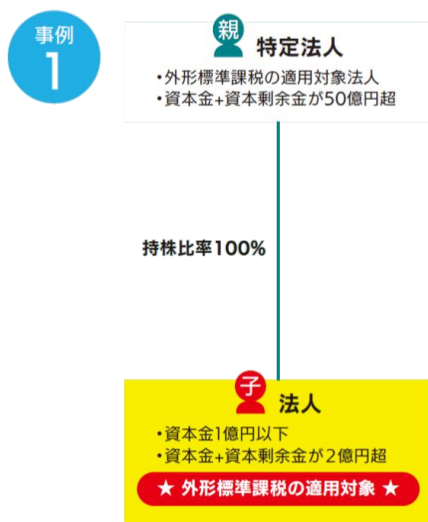 事例
1
親
特定法人
・外形標準課税の適用対象法人
・資本金+資本剰余金が50億円超
持株比率100%
子
法人
・資本金1億円以下
・資本金+資本剰余金が2億円超
★ 外形標準課税の適用対象 ★